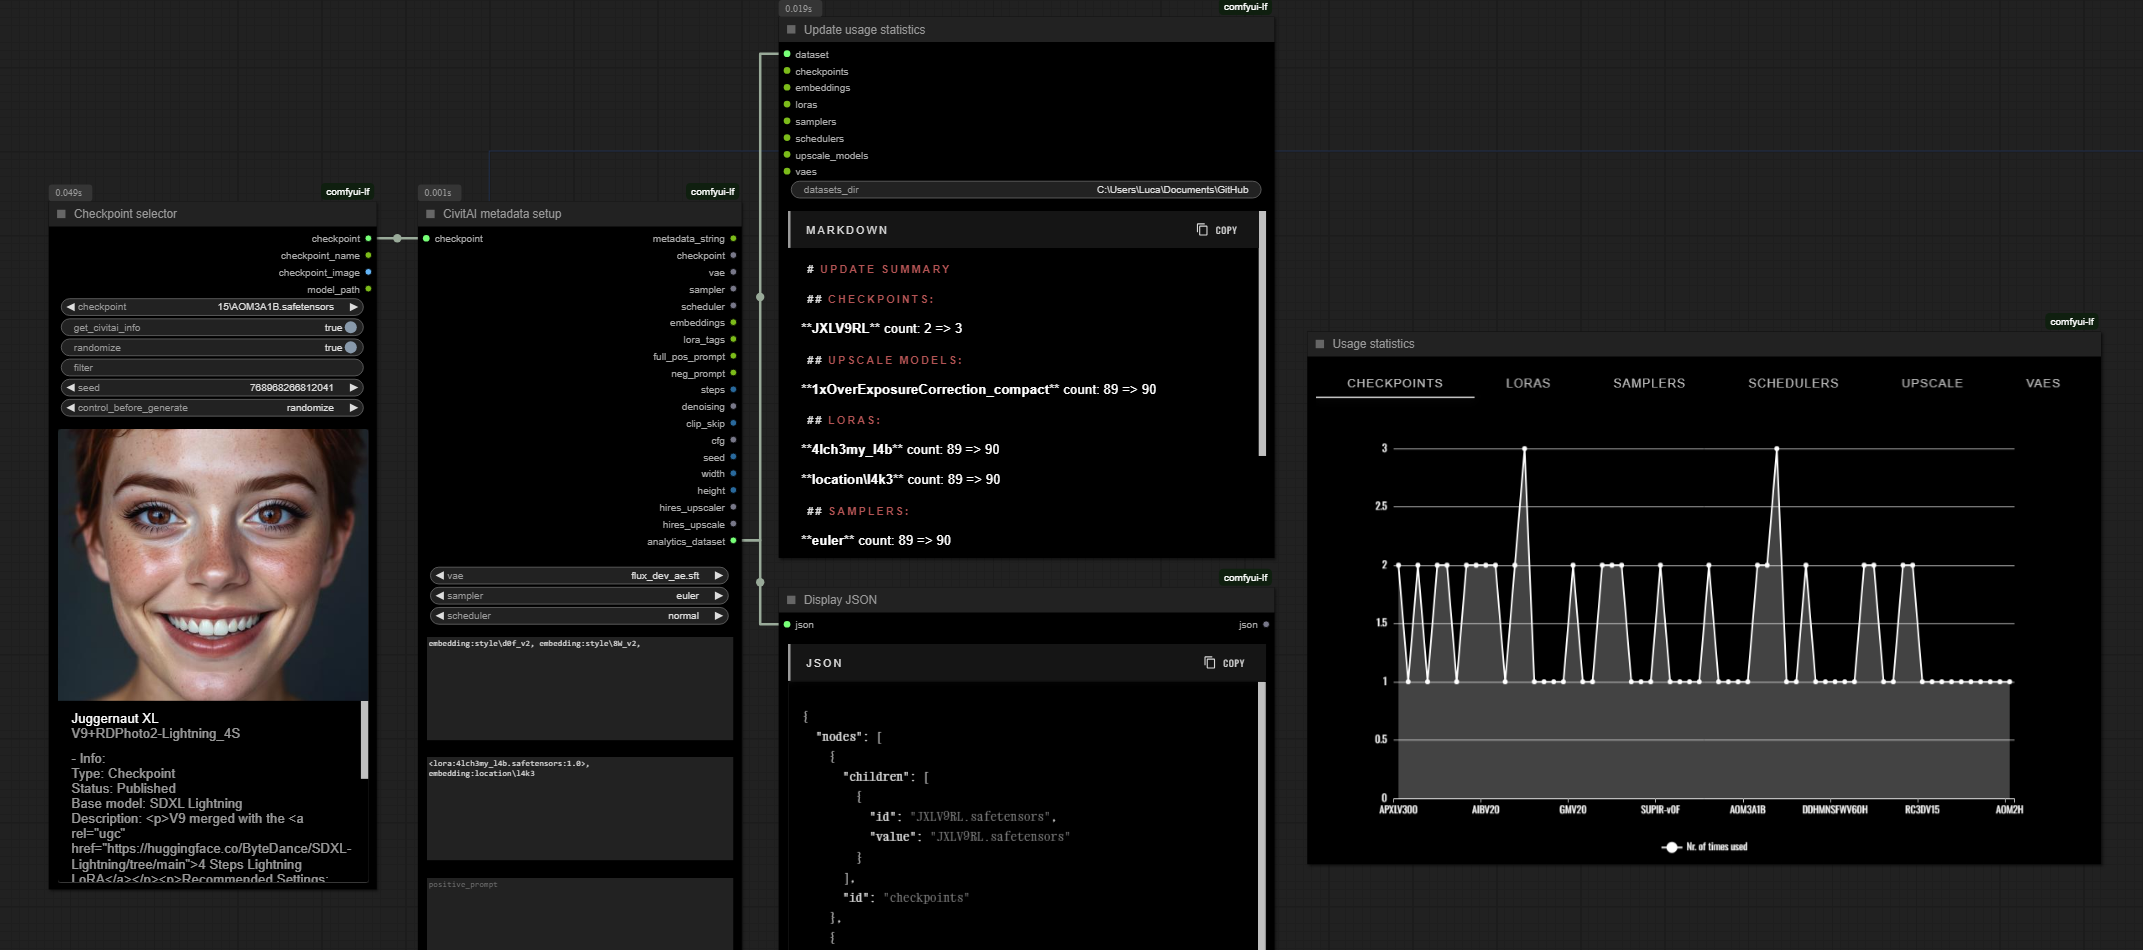 0.049s
comfyui-lf
Checkpoint selector
checkpoint
checkpoint_name
checkpoint_image
model_path
checkpoint 15\AOM3A1B.safetensors
get_civitai_info true
randomize true
filter
seed 768968266812041
control_before_generate randomize
Juggernaut XL
V9+RDPhoto2-Lightning_4S
- Info:
Type: Checkpoint
Status: Published
Base model: SDXL Lightning
Description: <p>V9 merged with the <a
rel="ugc"
href="https://huggingface.co/ByteDance/SDXL-
Lightning/tree/main">4 Steps Lightning
LoRA</a></p><p>Recommended Settings:
0.001s
comfyui-lf
CivitAI metadata setup
checkpoint
metadata_string
checkpoint
vae
sampler
scheduler
embeddings
lora_tags
full_pos_prompt
neg_prompt
steps
denoising
clip_skip
cfg
seed
width
height
hires_upscaler
hires_upscale
analytics_dataset
vae flux_dev_ae.sft
sampler euler
scheduler normal
embedding:style\d0f_v2, embedding:style\8W_v2,
<lora:4lch3my_l4b.safetensors:1.0>,
embedding:location\l4k3
positive_prompt
0.019s
comfyui-lf
Update usage statistics
dataset
checkpoints
embeddings
loras
samplers
schedulers
upscale_models
vaes
datasets_dir C:\Users\Luca\Documents\GitHub
MARKDOWN COPY
# UPDATE SUMMARY
## CHECKPOINTS:
**JXLV9RL** count: 2 => 3
## UPSCALE MODELS:
**1xOverExposureCorrection_compact** count: 89 => 90
## LORAS:
**4lch3my_l4b** count: 89 => 90
**location\l4k3** count: 89 => 90
## SAMPLERS:
**euler** count: 89 => 90
comfyui-lf
Display JSON
json json
JSON COPY
{
"nodes": [
{
"children": [
{
"id": "JXLV9RL.safetensors",
"value": "JXLV9RL.safetensors"
}
],
"id": "checkpoints"
},
{
comfyui-lf
Usage statistics
CHECKPOINTS LORAS SAMPLERS SCHEDULERS UPSCALE VAES
3
2.5
2
1.5
1
0.5
0
APXLV300 AIBV20 GMV20 SUPIR-v0F AOM3A1B DDHMNSFWV60H RC3DV15 AOM2H
Nr. of times used